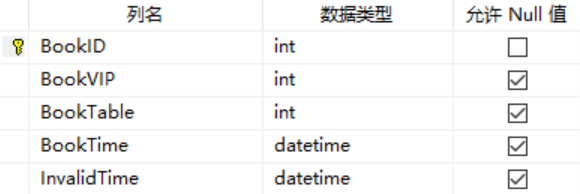 列名 数据类型 允许 Null 值
BookID int
BookVIP int
BookTable int
BookTime datetime
InvalidTime datetime